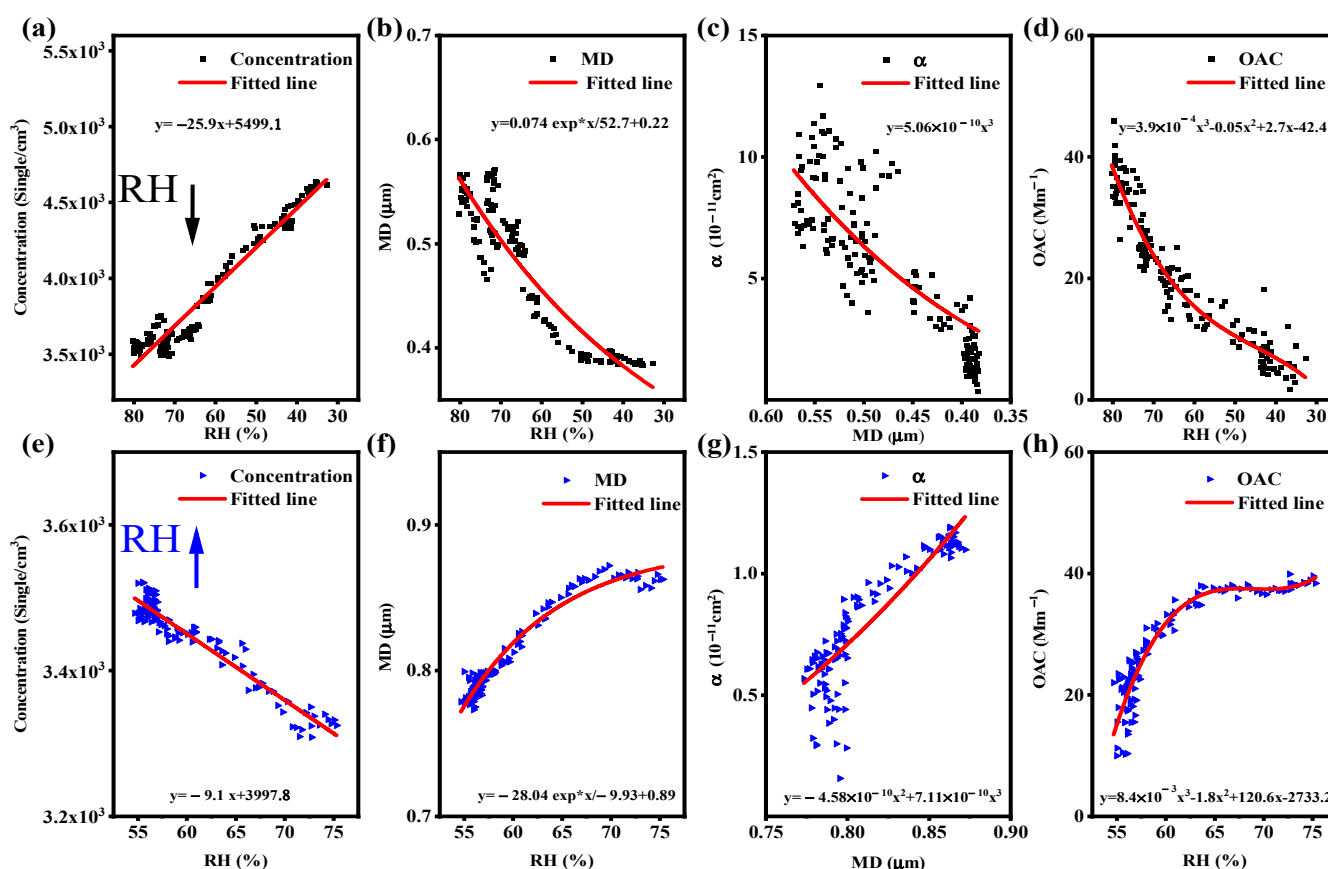 (a)
5.5x10³
5.0x10³
4.5x10³
4.0x10³
3.5x10³
Concentration (Single/cm³)
Concentration
Fitted line
y= −25.9x+5499.1
RH
80 70 60 50 40 30
RH (%)
(b)
0.7
0.6
0.5
0.4
MD (μm)
MD
Fitted line
y=0.074 exp*x/52.7+0.22
80 70 60 50 40 30
RH (%)
(c)
15
10
5
0
α (10⁻¹¹cm2)
α
Fitted line
y=5.06×10⁻¹⁰x³
0.60 0.55 0.50 0.45 0.40 0.35
MD (μm)
(d)
60
40
20
0
OAC (Mm⁻¹)
OAC
Fitted line
y=3.9×10⁻⁴x³-0.05x²+2.7x-42.4
80 70 60 50 40 30
RH (%)
(e)
3.6x10³
3.4x10³
3.2x10³
Concentration (Single/cm³)
Concentration
Fitted line
RH
y= − 9.1 x+3997.8
55 60 65 70 75
RH (%)
(f)
0.9
0.8
0.7
MD (μm)
MD
Fitted line
y= − 28.04 exp*x/− 9.93+0.89
55 60 65 70 75
RH (%)
(g)
1.5
1.0
0.5
α (10⁻¹¹cm2)
α
Fitted line
y= − 4.58×10⁻¹⁰x²+7.11×10⁻¹⁰x³
0.75 0.80 0.85 0.90
MD (μm)
(h)
60
40
20
0
OAC (Mm⁻¹)
OAC
Fitted line
y=8.4×10⁻³x³-1.8x²+120.6x-2733.2
55 60 65 70 75
RH (%)